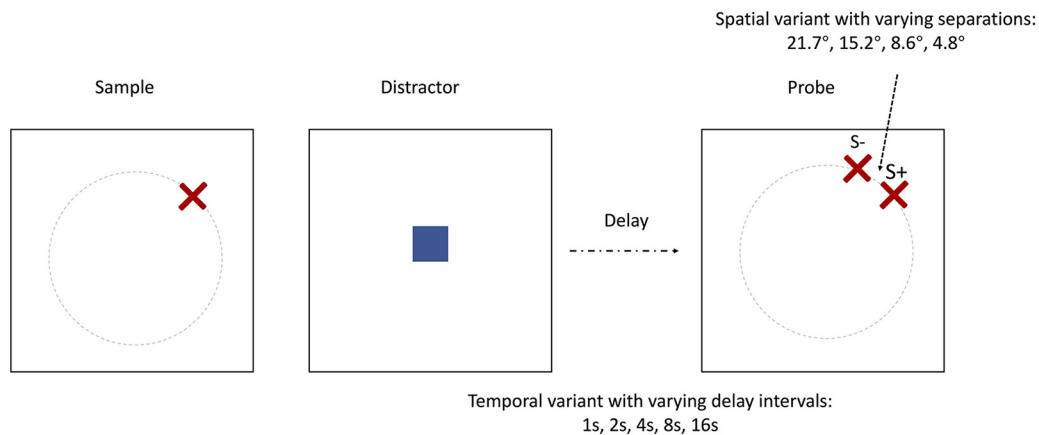 Spatial variant with varying separations:
21.7°, 15.2°, 8.6°, 4.8°
Sample
Distractor
Probe
S-
S+
Delay
Temporal variant with varying delay intervals:
1s, 2s, 4s, 8s, 16s